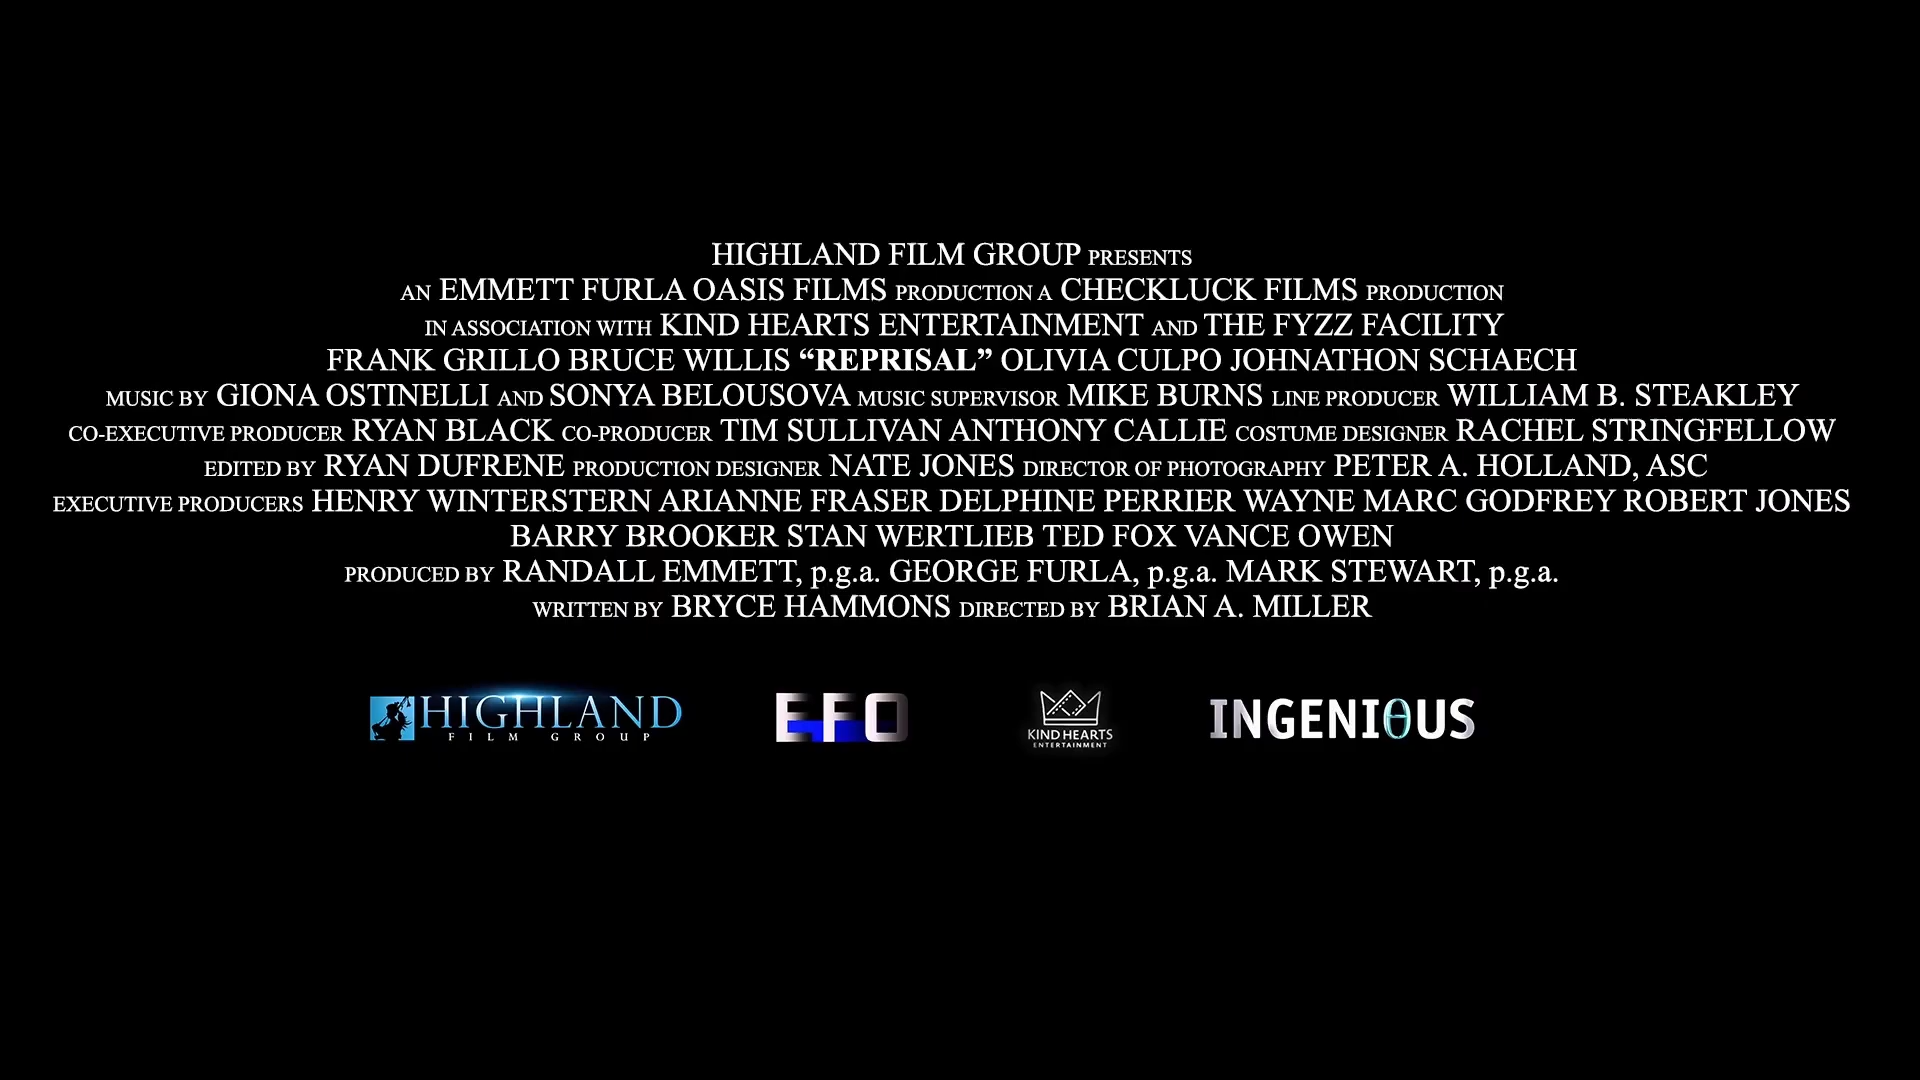 HIGHLAND FILM GROUP PRESENTS
AN EMMETT FURLA OASIS FILMS PRODUCTION A CHECKLUCK FILMS PRODUCTION
IN ASSOCIATION WITH KIND HEARTS ENTERTAINMENT AND THE FYZZ FACILITY
FRANK GRILLO BRUCE WILLIS “REPRISAL” OLIVIA CULPO JOHNATHON SCHAECH
MUSIC BY GIONA OSTINELLI AND SONYA BELOUSOVA MUSIC SUPERVISOR MIKE BURNS LINE PRODUCER WILLIAM B. STEAKLEY
CO-EXECUTIVE PRODUCER RYAN BLACK CO-PRODUCER TIM SULLIVAN ANTHONY CALLIE COSTUME DESIGNER RACHEL STRINGFELLOW
EDITED BY RYAN DUFRENE PRODUCTION DESIGNER NATE JONES DIRECTOR OF PHOTOGRAPHY PETER A. HOLLAND, ASC
EXECUTIVE PRODUCERS HENRY WINTERSTERN ARIANNE FRASER DELPHINE PERRIER WAYNE MARC GODFREY ROBERT JONES
BARRY BROOKER STAN WERTLIEB TED FOX VANCE OWEN
PRODUCED BY RANDALL EMMETT, p.g.a. GEORGE FURLA, p.g.a. MARK STEWART, p.g.a.
WRITTEN BY BRYCE HAMMONS DIRECTED BY BRIAN A. MILLER
HIGHLAND
FILM GROUP
EFO
KIND HEARTS
ENTERTAINMENT
INGENIOUS